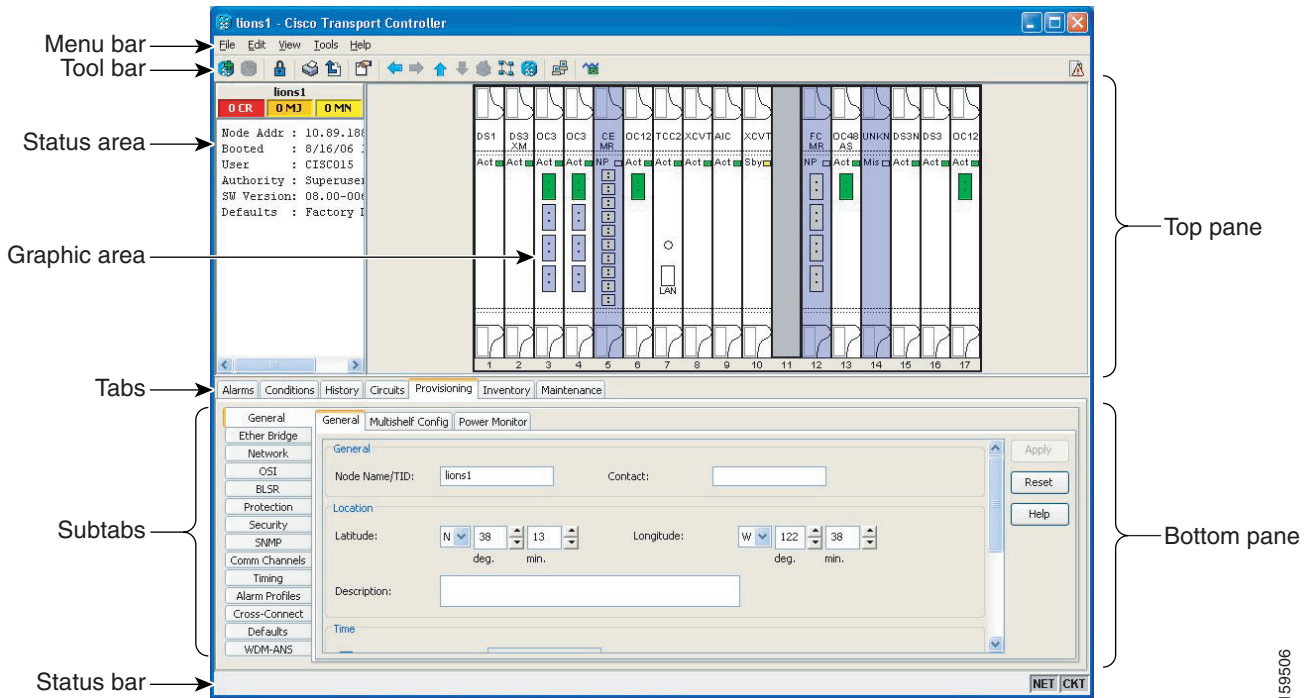 lions1 - Cisco Transport Controller
Menu bar
File Edit View Tools Help
Tool bar
lions1
0 CR 0 MJ 0 MN
Status area
Node Addr : 10.89.188
Booted : 8/16/06
User : CISCO15
Authority : Superuser
SW Version: 08.00-006
Defaults : Factory
DS1 DS3 XM OC3 OC3 CE MR OC12 TCC2 XCVT AIC XCVT FC MR OC48 AS UNKN DS3N DS3 OC12
Act Act Act Act NP Act Act Act Act Sby NP Act Mis Act Act Act
LAN
Graphic area
Top pane
1 2 3 4 5 6 7 8 9 10 11 12 13 14 15 16 17
Tabs
Alarms Conditions History Circuits Provisioning Inventory Maintenance
Subtabs
General
Ether Bridge
Network
OSI
BLSR
Protection
Security
SNMP
Comm Channels
Timing
Alarm Profiles
Cross-Connect
Defaults
WDM-ANS
General Multishelf Config Power Monitor
General
Node Name/TID: lions1 Contact:
Location
Latitude: N 38 13 Longitude: W 122 38
deg. min. deg. min.
Description:
Time
Apply
Reset
Help
Bottom pane
Status bar
NET CKT
159506